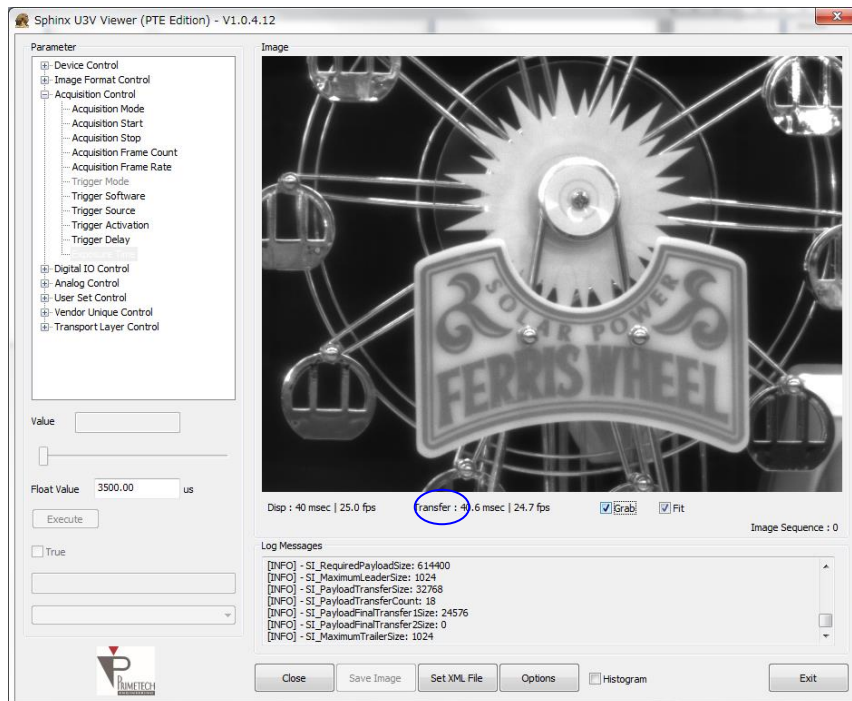 Sphinx U3V Viewer (PTE Edition) - V1.0.4.12
Parameter
Device Control
Image Format Control
Acquisition Control
Acquisition Mode
Acquisition Start
Acquisition Stop
Acquisition Frame Count
Acquisition Frame Rate
Trigger Mode
Trigger Software
Trigger Source
Trigger Activation
Trigger Delay
Digital IO Control
Analog Control
User Set Control
Vendor Unique Control
Transport Layer Control
Value
Float Value 3500.00 us
Execute
True
PRIMETECH
Image
SOLAR POWER
FERRIS WHEEL
Disp : 40 msec | 25.0 fps Transfer : 40.6 msec | 24.7 fps Grab Fit
Image Sequence : 0
Log Messages
[INFO] - SI_RequiredPayloadSize: 614400
[INFO] - SI_MaximumLeaderSize: 1024
[INFO] - SI_PayloadTransferSize: 32768
[INFO] - SI_PayloadTransferCount: 18
[INFO] - SI_PayloadFinalTransfer1Size: 24576
[INFO] - SI_PayloadFinalTransfer2Size: 0
[INFO] - SI_MaximumTrailerSize: 1024
Close Save Image Set XML File Options Histogram Exit